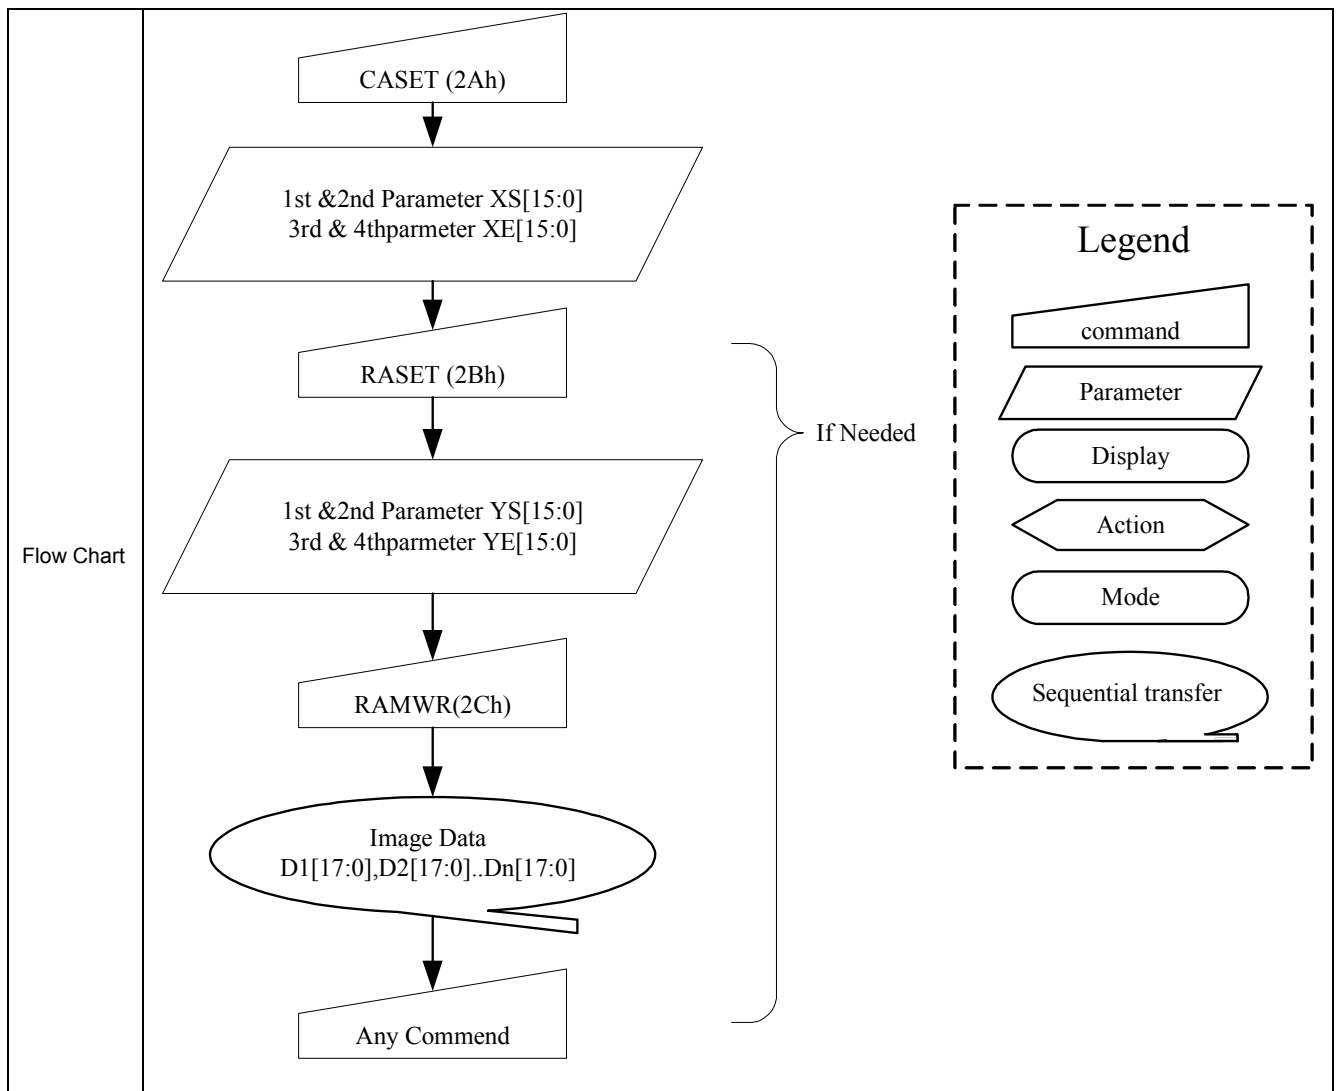 Flow Chart
CASET (2Ah)
1st &2nd Parameter XS[15:0]
3rd & 4thparmeter XE[15:0]
RASET (2Bh)
1st &2nd Parameter YS[15:0]
3rd & 4thparmeter YE[15:0]
RAMWR(2Ch)
Image Data
D1[17:0],D2[17:0]..Dn[17:0]
Any Commend
If Needed
Legend
command
Parameter
Display
Action
Mode
Sequential transfer